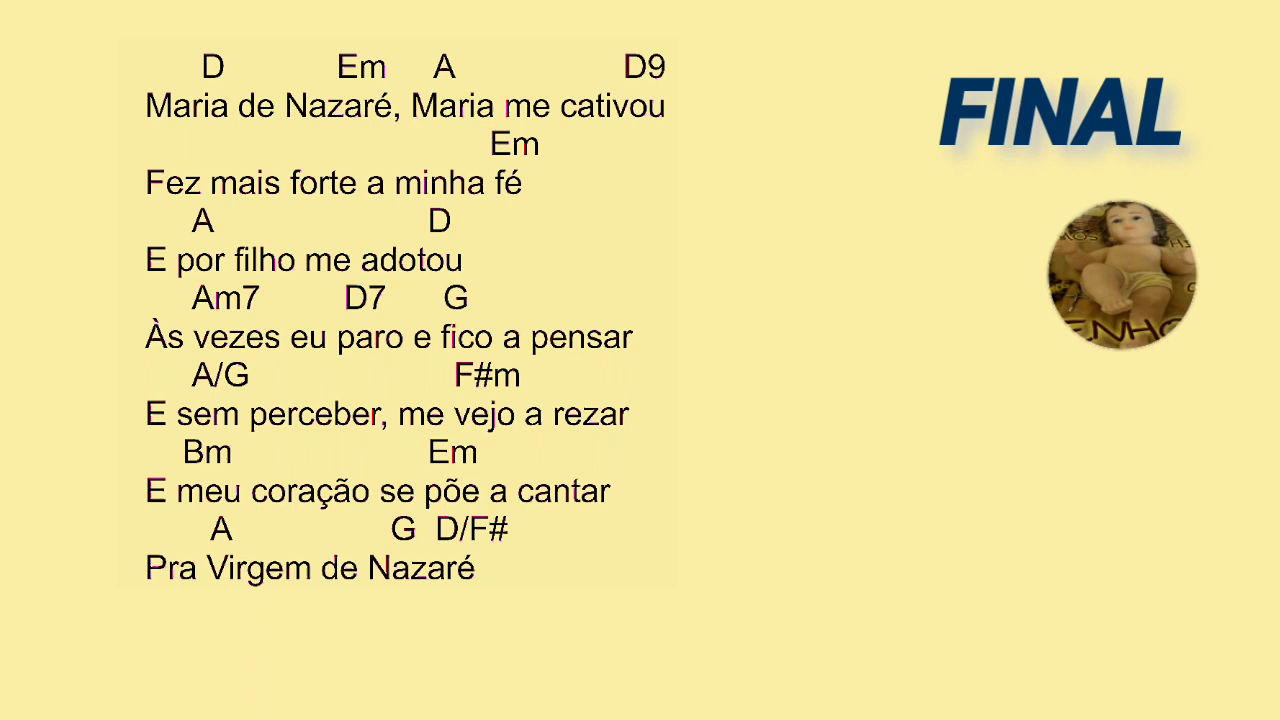 D Em A D9
Maria de Nazaré, Maria me cativou
Em
Fez mais forte a minha fé
A D
E por filho me adotou
Am7 D7 G
Às vezes eu paro e fico a pensar
A/G F#m
E sem perceber, me vejo a rezar
Bm Em
E meu coração se põe a cantar
A G D/F#
Pra Virgem de Nazaré
FINAL